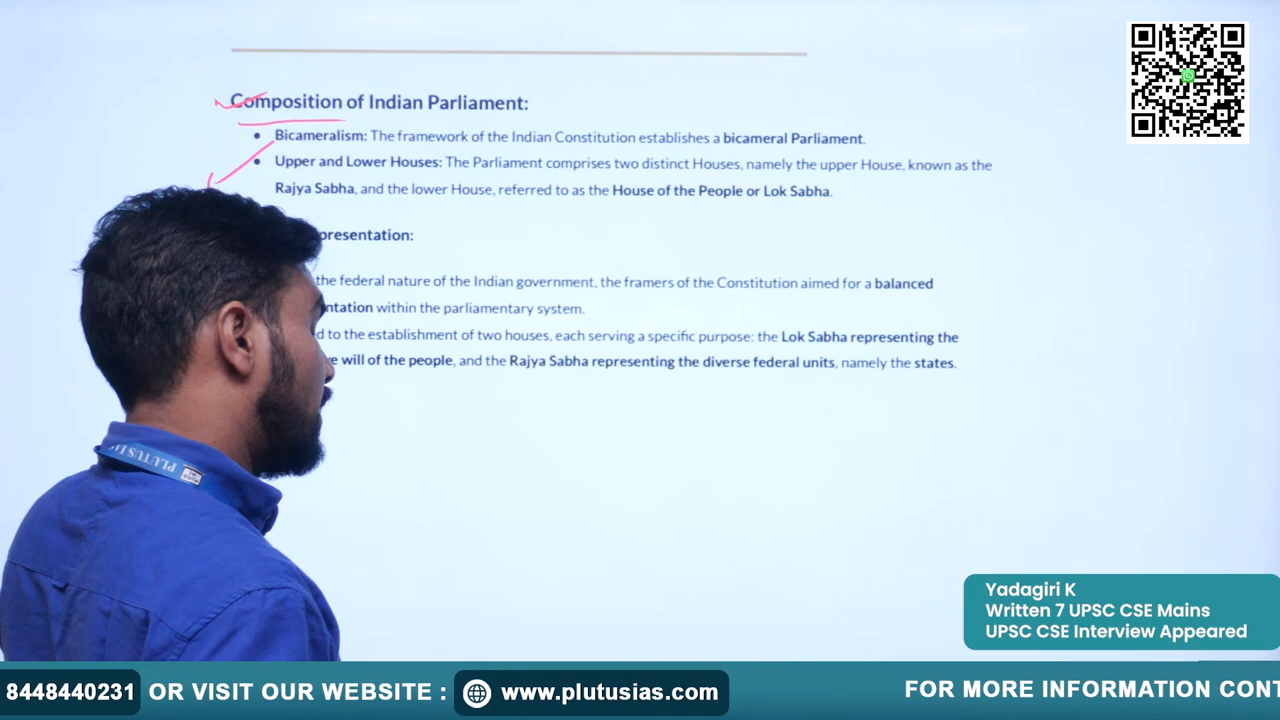 Composition of Indian Parliament:
• Bicameralism: The framework of the Indian Constitution establishes a bicameral Parliament.
• Upper and Lower Houses: The Parliament comprises two distinct Houses, namely the upper House, known as the
Rajya Sabha, and the lower House, referred to as the House of the People or Lok Sabha.
presentation:
the federal nature of the Indian government, the framers of the Constitution aimed for a balanced
ntation within the parliamentary system.
d to the establishment of two houses, each serving a specific purpose: the Lok Sabha representing the
ve will of the people, and the Rajya Sabha representing the diverse federal units, namely the states.
PLUTUS IAS
Yadagiri K
Written 7 UPSC CSE Mains
UPSC CSE Interview Appeared
8448440231 OR VISIT OUR WEBSITE : www.plutusias.com FOR MORE INFORMATION CONT